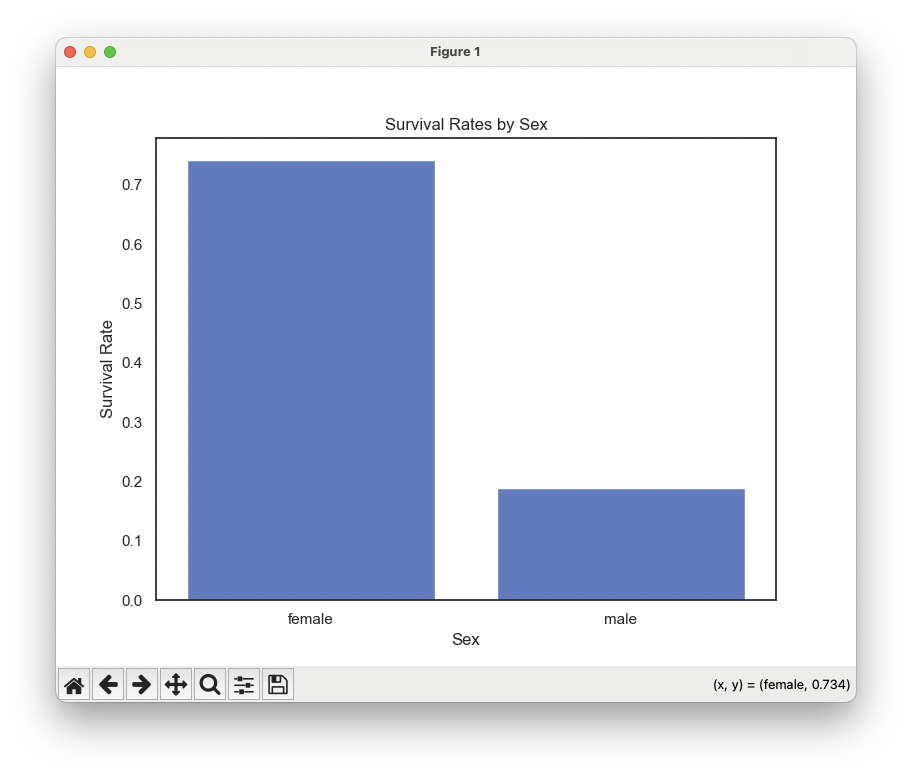 Figure 1
Survival Rates by Sex
0.7
0.6
0.5
0.4
0.3
0.2
0.1
0.0
Survival Rate
female male
Sex
(x, y) = (female, 0.734)